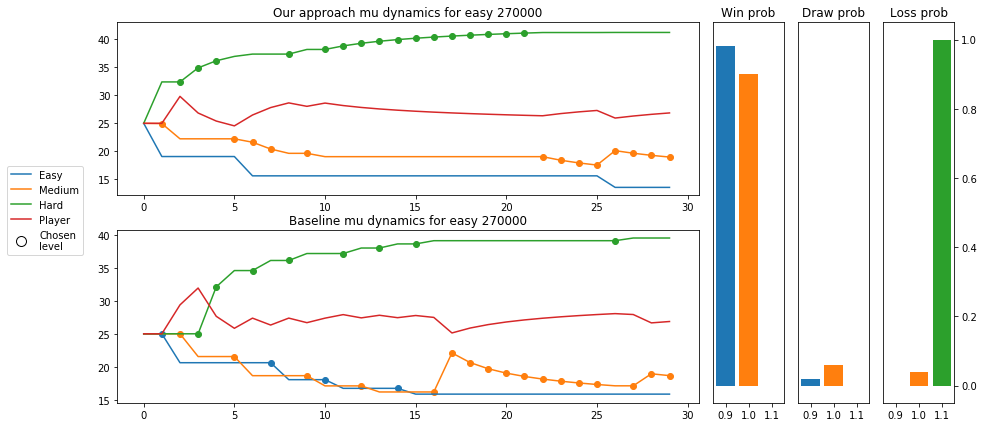 Our approach mu dynamics for easy 270000
Win prob
Draw prob
Loss prob
40
35
30
25
20
15
0 5 10 15 20 25 30
Easy
Medium
Hard
Player
Chosen
level
Baseline mu dynamics for easy 270000
40
35
30
25
20
15
0 5 10 15 20 25 30
0.9 1.0 1.1
0.9 1.0 1.1
0.9 1.0 1.1
1.0
0.8
0.6
0.4
0.2
0.0